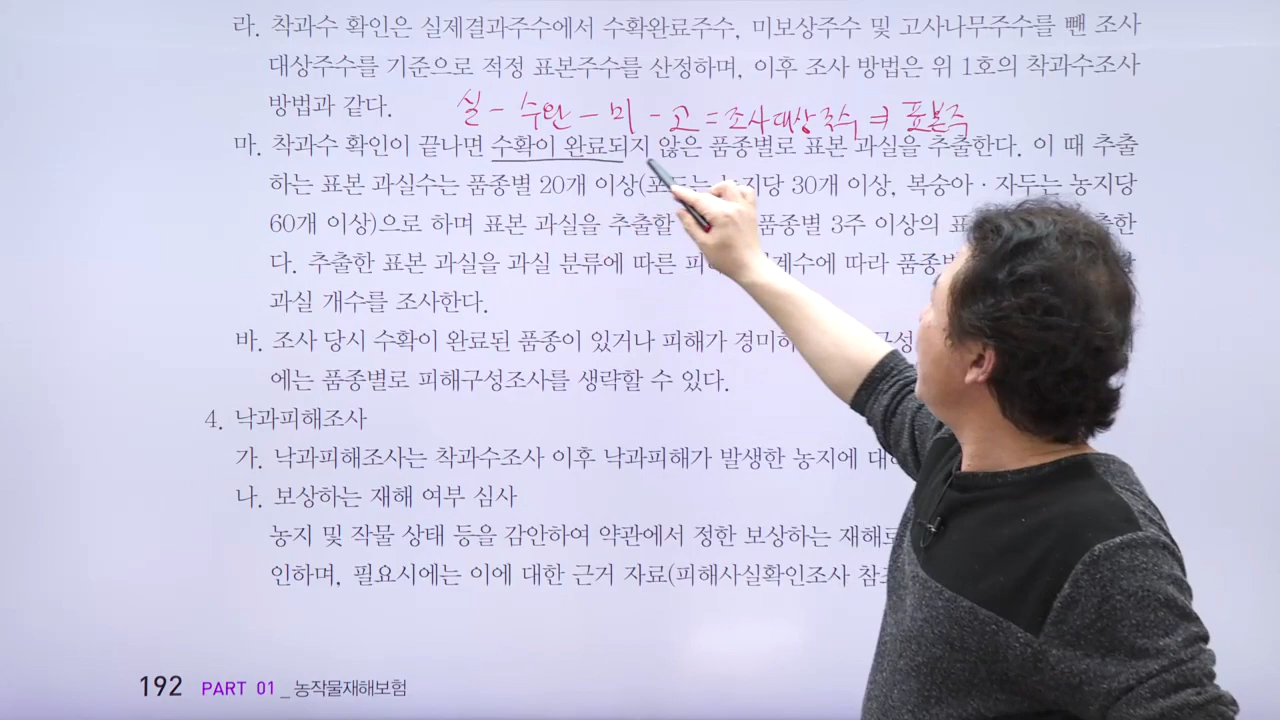 라. 착과수 확인은 실제결과주수에서 수확완료주수, 미보상주수 및 고사나무주수를 뺀 조사
대상주수를 기준으로 적정 표본주수를 산정하며, 이후 조사 방법은 위 1호의 착과수조사
방법과 같다.
실 - 수완 - 미 - 고 = 조사대상주수 ⇒ 표본주
마. 착과수 확인이 끝나면 수확이 완료되지 않은 품종별로 표본 과실을 추출한다. 이 때 추출
하는 표본 과실수는 품종별 20개 이상(포도는 농지당 30개 이상, 복숭아·자두는 농지당
60개 이상)으로 하며 표본 과실을 추출할 품종별 3주 이상의
다. 추출한 표본 과실을 과실 분류에 따른 따라
과실 개수를 조사한다.
바. 조사 당시 수확이 완료된 품종이 있거나 피해가
에는 품종별로 피해구성조사를 생략할 수 있다.
4. 낙과피해조사
가. 낙과피해조사는 착과수조사 이후 낙과피해가 발생한 농지에
나. 보상하는 재해 여부 심사
농지 및 작물 상태 등을 감안하여 약관에서 정한 보상하는
인하며, 필요시에는 이에 대한 근거 자료(피해사실확인조사
192 PART 01 _ 농작물재해보험